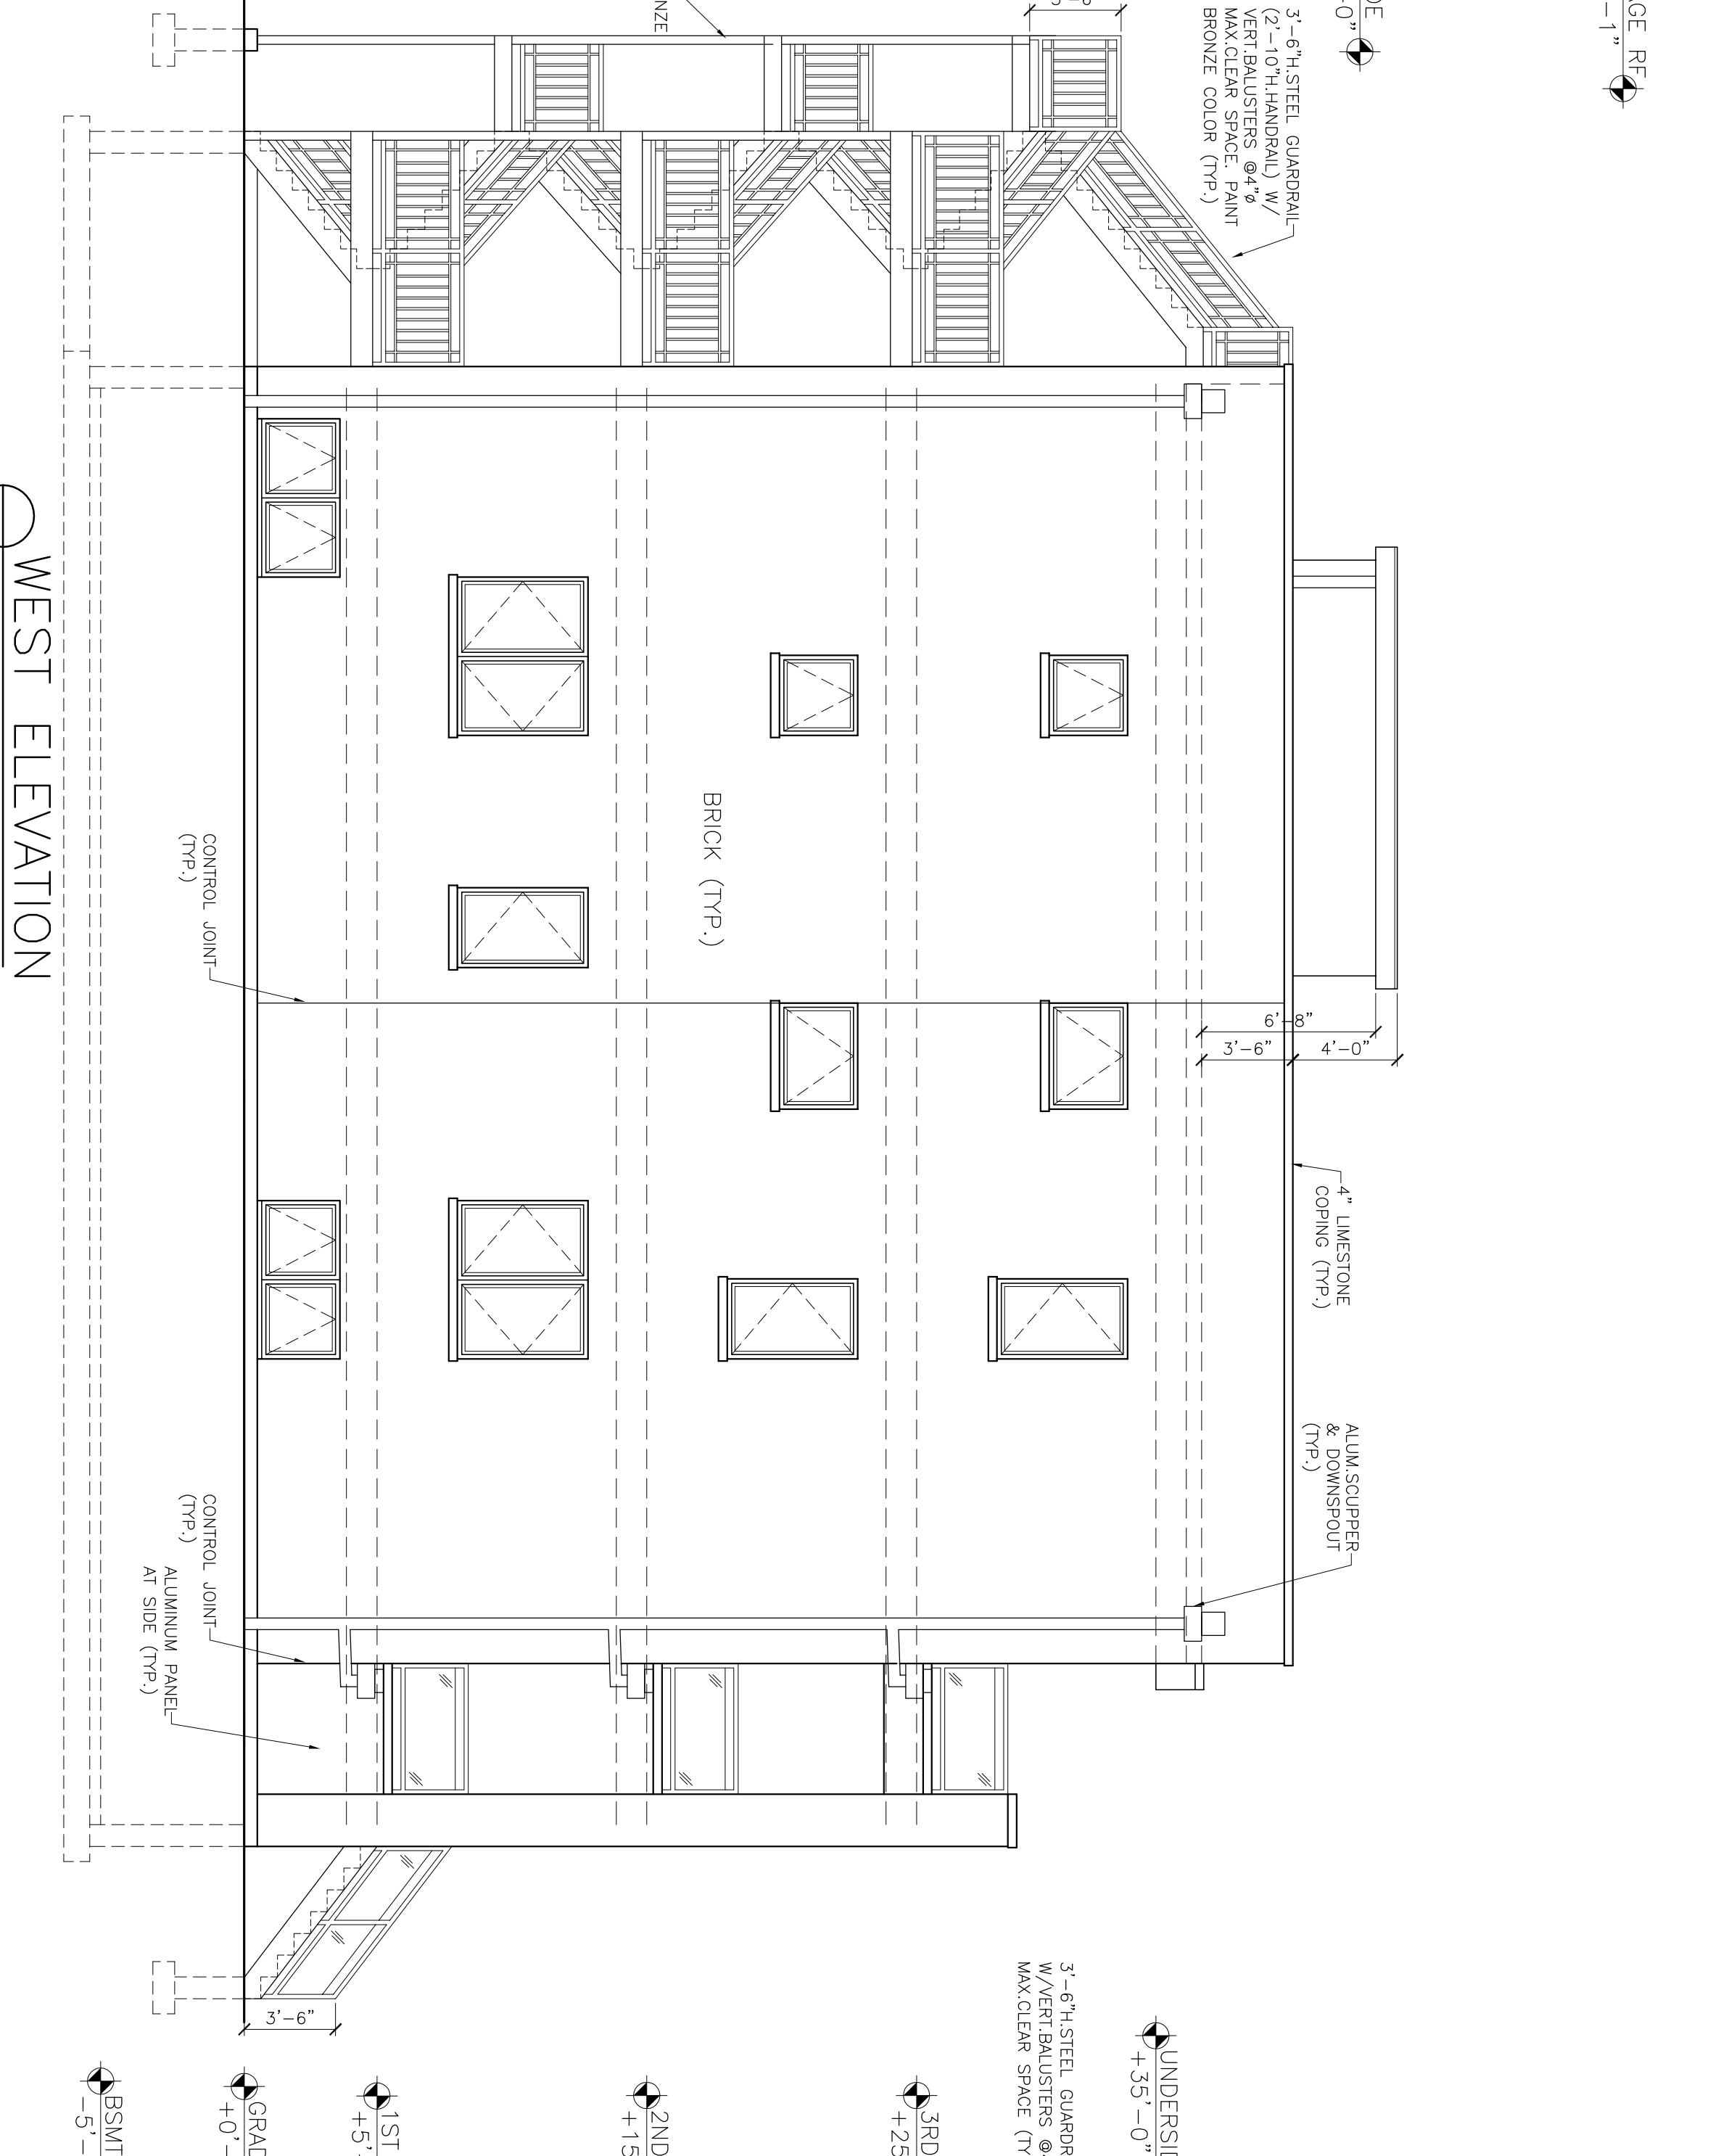 3'-6"H.STEEL GUARDRAIL
(2'-10"H.HANDRAIL) W/
VERT.BALUSTERS @4"ø
MAX.CLEAR SPACE. PAINT
BRONZE COLOR (TYP.)
6'-8"
3'-6"
4'-0"
4" LIMESTONE
COPING (TYP.)
ALUM.SCUPPER
& DOWNSPOUT
(TYP.)
BRICK (TYP.)
CONTROL JOINT
(TYP.)
CONTROL JOINT
(TYP.)
ALUMINUM PANEL
AT SIDE (TYP.)
3'-6"
3'-6"H.STEEL GUARDR
W/VERT.BALUSTERS @
MAX.CLEAR SPACE (TY
UNDERSI
+35'-0"
3RD
+25
2ND
+15
1ST
+5'-
GRAD
+0'-
BSMT
-5'-
WEST ELEVATION